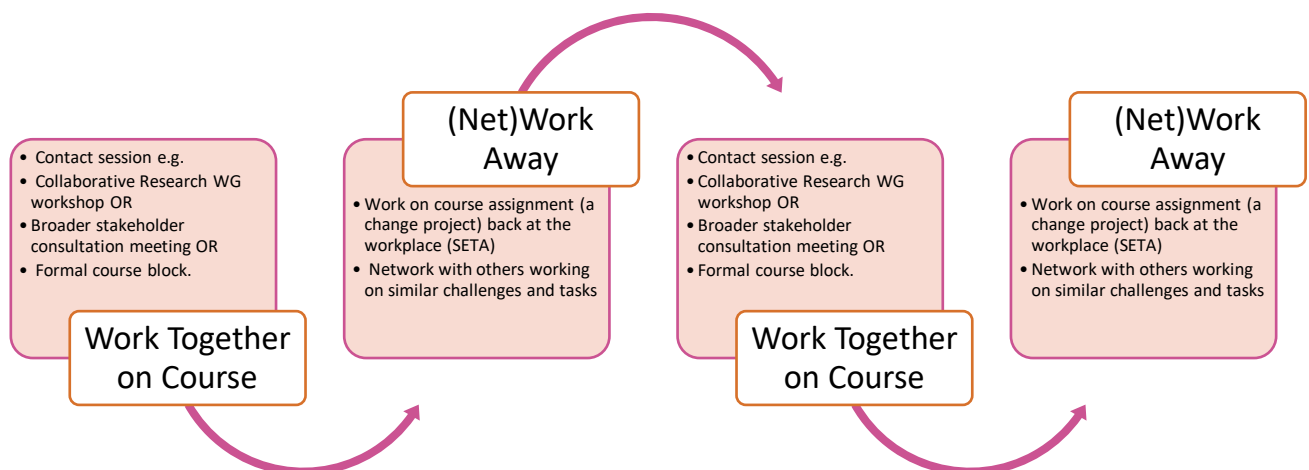 • Contact session e.g.
• Collaborative Research WG
workshop OR
• Broader stakeholder
consultation meeting OR
• Formal course block.
Work Together
on Course
(Net)Work
Away
• Work on course assignment (a
change project) back at the
workplace (SETA)
• Network with others working
on similar challenges and tasks
• Contact session e.g.
• Collaborative Research WG
workshop OR
• Broader stakeholder
consultation meeting OR
• Formal course block.
Work Together
on Course
(Net)Work
Away
• Work on course assignment (a
change project) back at the
workplace (SETA)
• Network with others working
on similar challenges and tasks